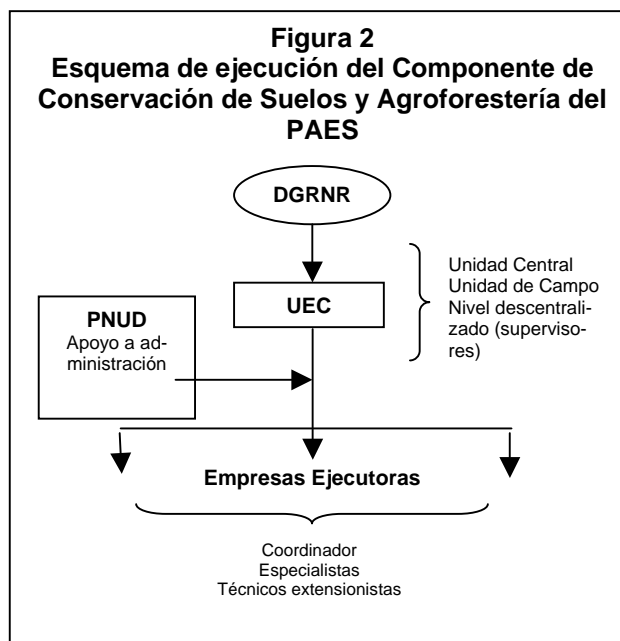 Figura 2
Esquema de ejecución del Componente de
Conservación de Suelos y Agroforestería del
PAES
DGRNR
Unidad Central
Unidad de Campo
Nivel descentrali-
zado (superviso-
res)
UEC
PNUD
Apoyo a ad-
ministración
Empresas Ejecutoras
Coordinador
Especialistas
Técnicos extensionistas